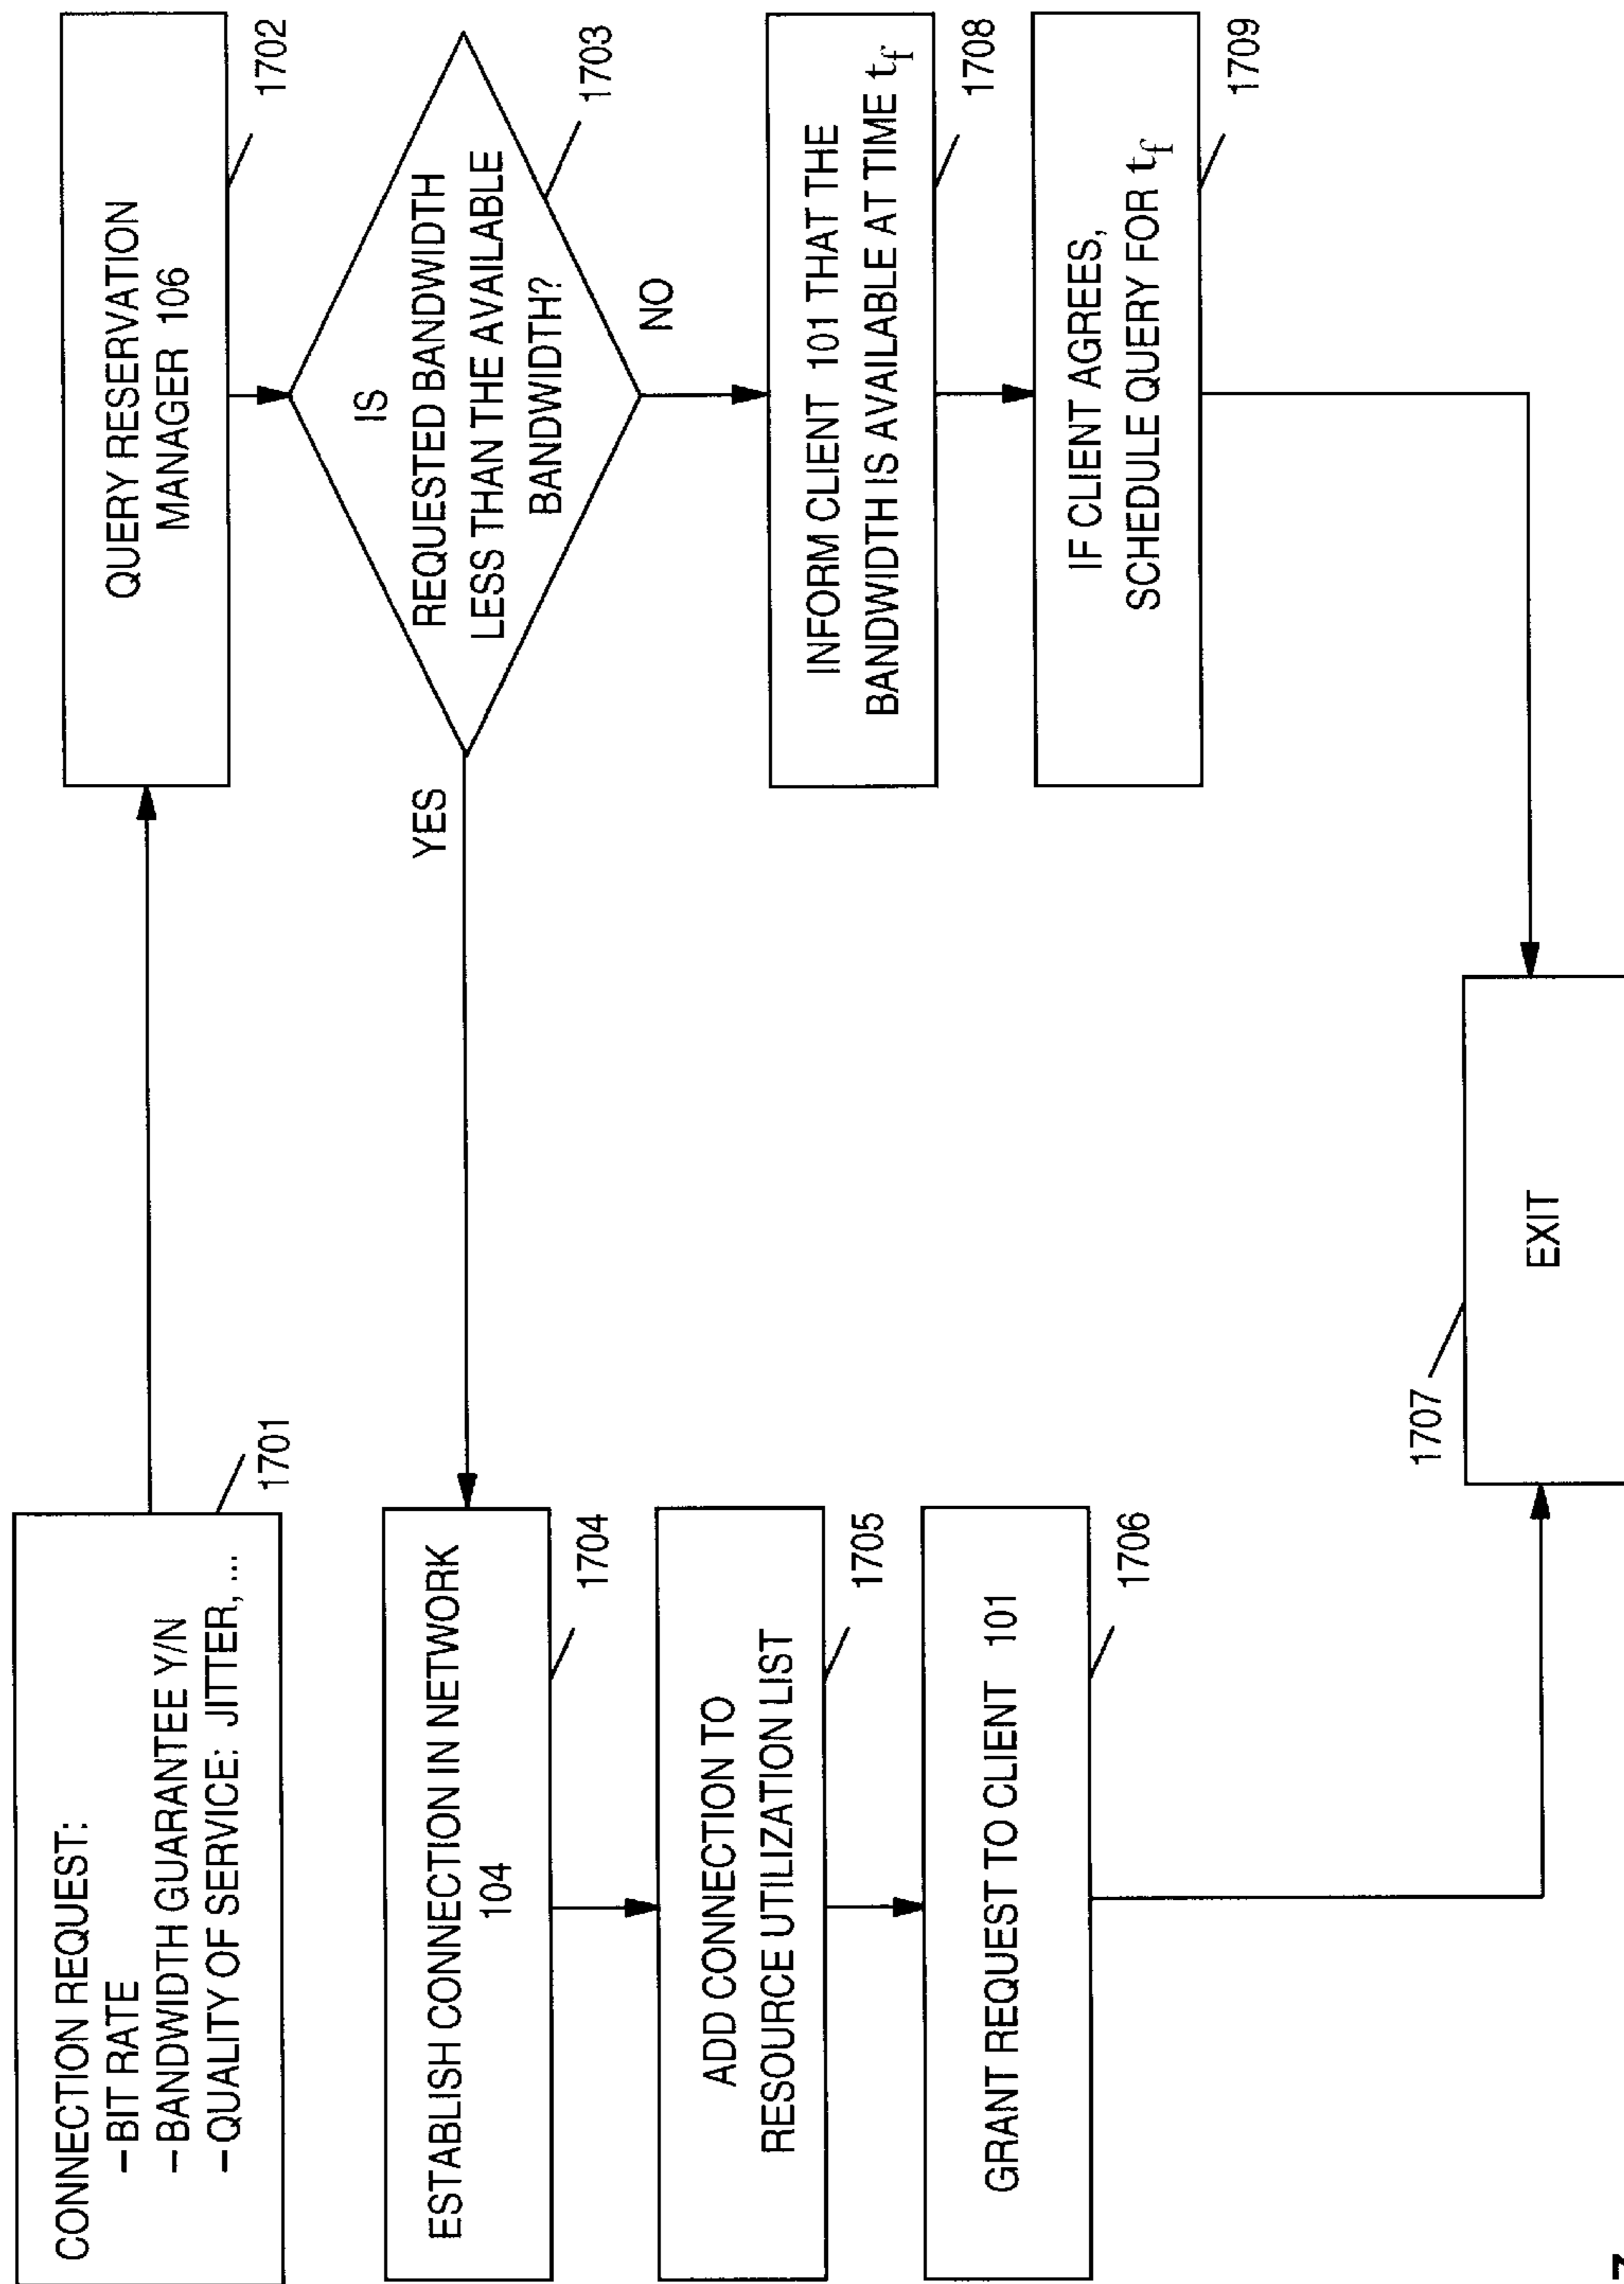 CONNECTION REQUEST:
–BIT RATE
–BANDWIDTH GUARANTEE Y/N
–QUALITY OF SERVICE: JITTER, ...
1701
QUERY RESERVATION
MANAGER 106
1702
IS
REQUESTED BANDWIDTH
LESS THAN THE AVAILABLE
BANDWIDTH?
1703
YES
NO
ESTABLISH CONNECTION IN NETWORK
104
1704
ADD CONNECTION TO
RESOURCE UTILIZATION LIST
1705
GRANT REQUEST TO CLIENT 101
1706
INFORM CLIENT 101 THAT THE
BANDWIDTH IS AVAILABLE AT TIME tf
1708
IF CLIENT AGREES,
SCHEDULE QUERY FOR tf
1709
1707
EXIT